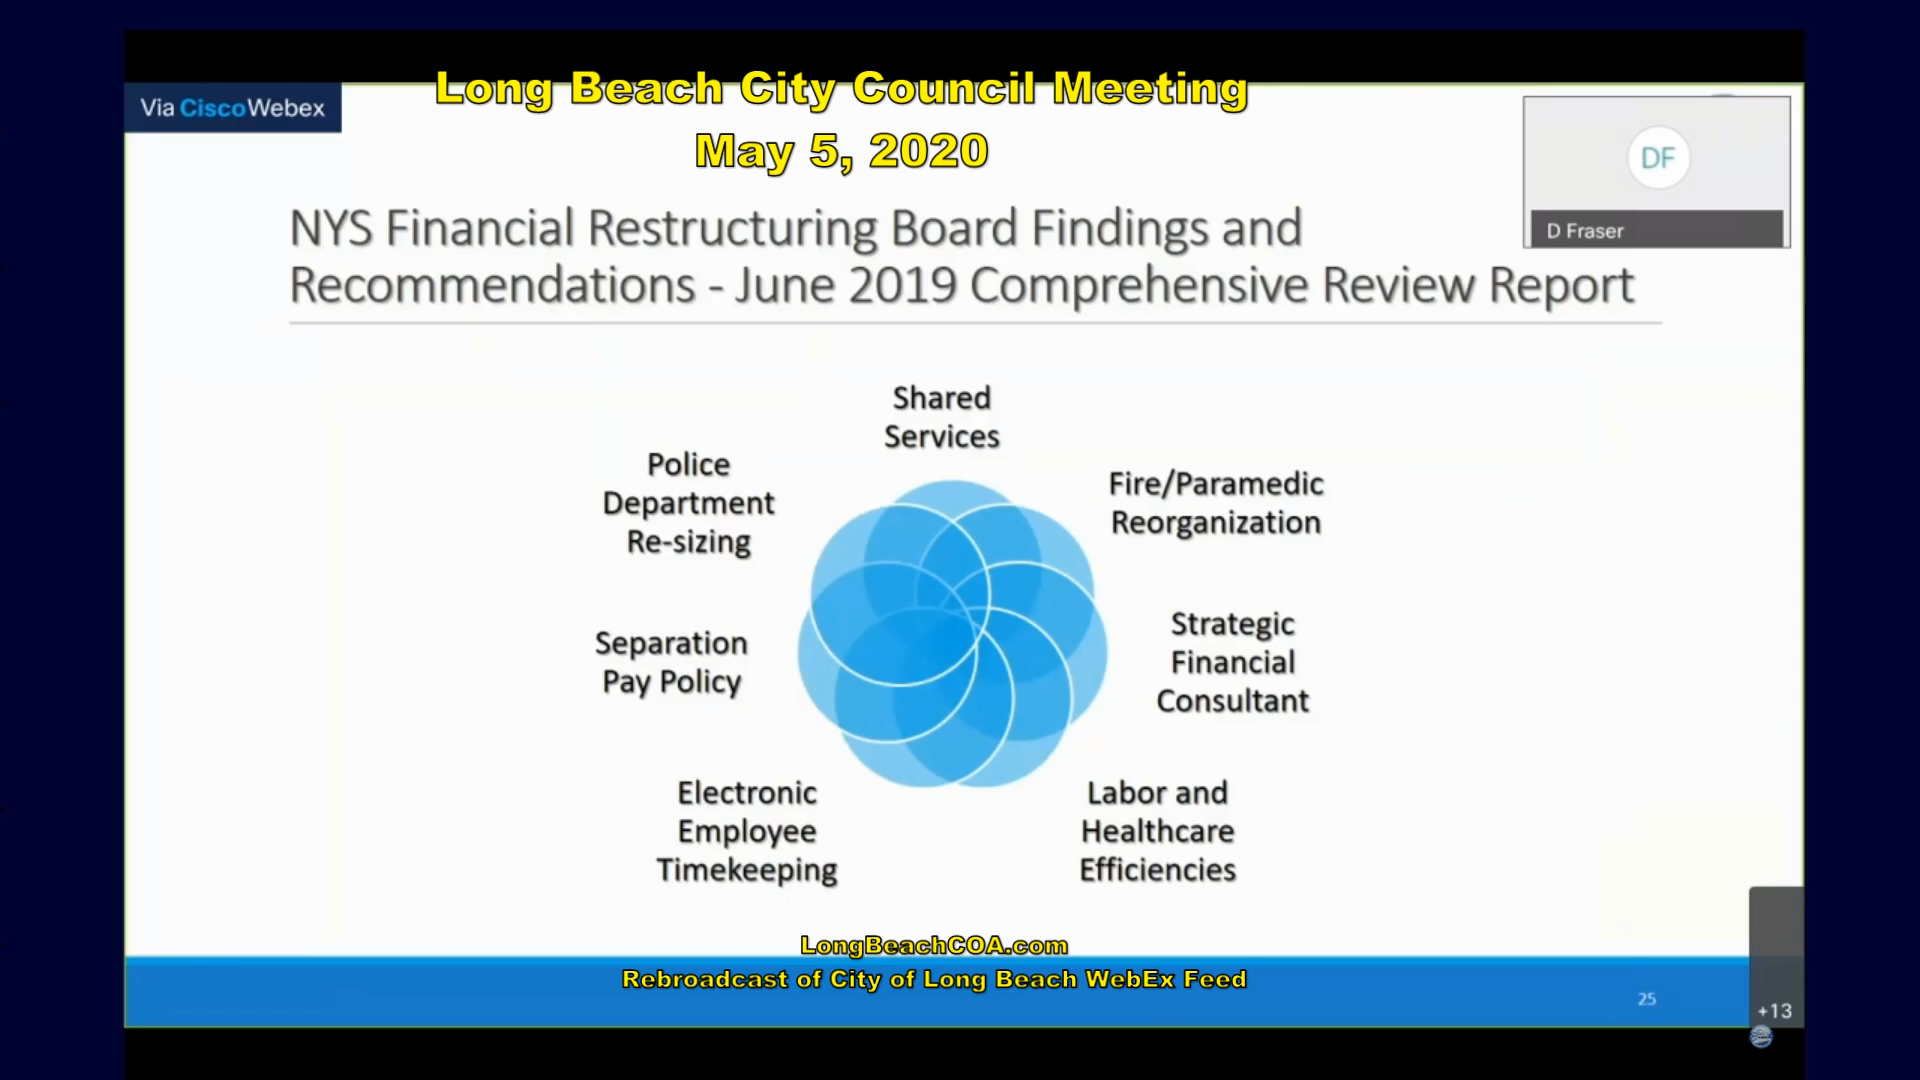 Long Beach City Council Meeting
Via CiscoWebex
May 5, 2020
DF
D Fraser
NYS Financial Restructuring Board Findings and
Recommendations - June 2019 Comprehensive Review Report
Shared
Services
Police
Department
Re-sizing
Fire/Paramedic
Reorganization
Separation
Pay Policy
Strategic
Financial
Consultant
Electronic
Employee
Timekeeping
Labor and
Healthcare
Efficiencies
LongBeachCOA.com
Rebroadcast of City of Long Beach WebEx Feed
25
+13